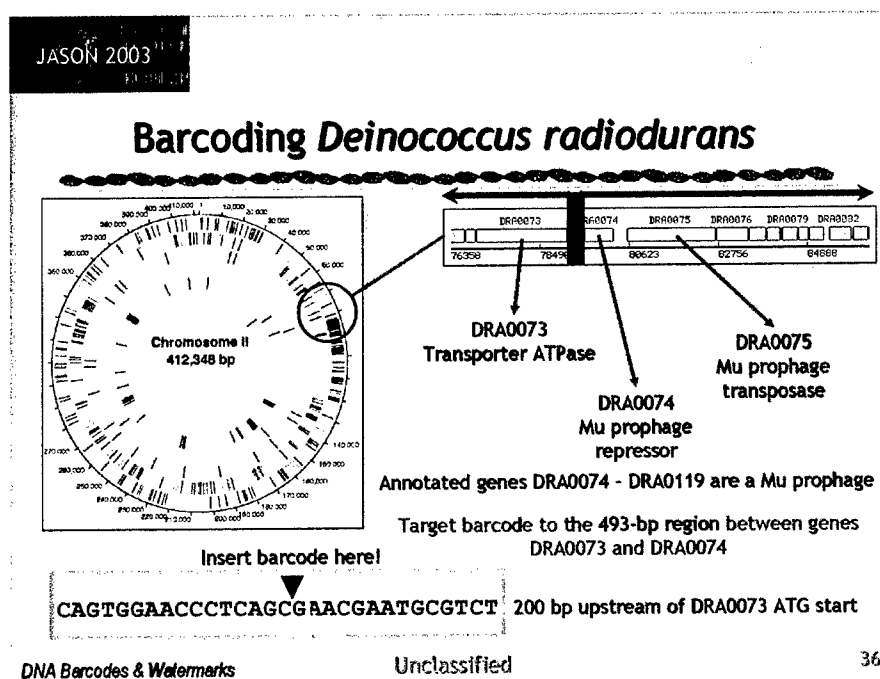 JASON 2003
Barcoding Deinococcus radiodurans
DRA0073 DRA0074 DRA0075 DRA0076 DRA0079 DRA0082
76358 78490 80623 82756 84888
Chromosome II
412,348 bp
DRA0073
Transporter ATPase
DRA0075
Mu prophage
transposase
DRA0074
Mu prophage
repressor
Annotated genes DRA0074 - DRA0119 are a Mu prophage
Target barcode to the 493-bp region between genes
DRA0073 and DRA0074
Insert barcode here!
CAGTGGAACCCTCAGCGAACGAATGCGTCT 200 bp upstream of DRA0073 ATG start
DNA Barcodes & Watermarks Unclassified 36